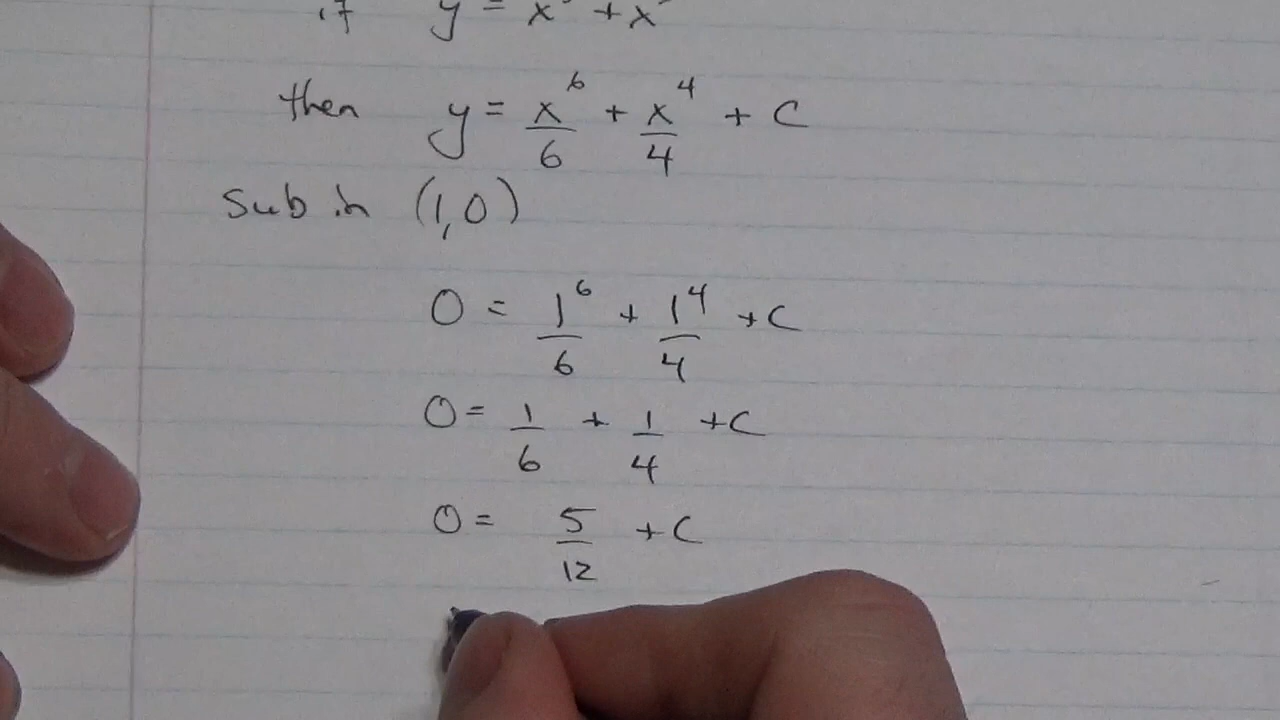 if y = x + x
then y = x^6/6 + x^4/4 + C
Sub in (1,0)
0 = 1^6/6 + 1^4/4 + C
0 = 1/6 + 1/4 + C
0 = 5/12 + C